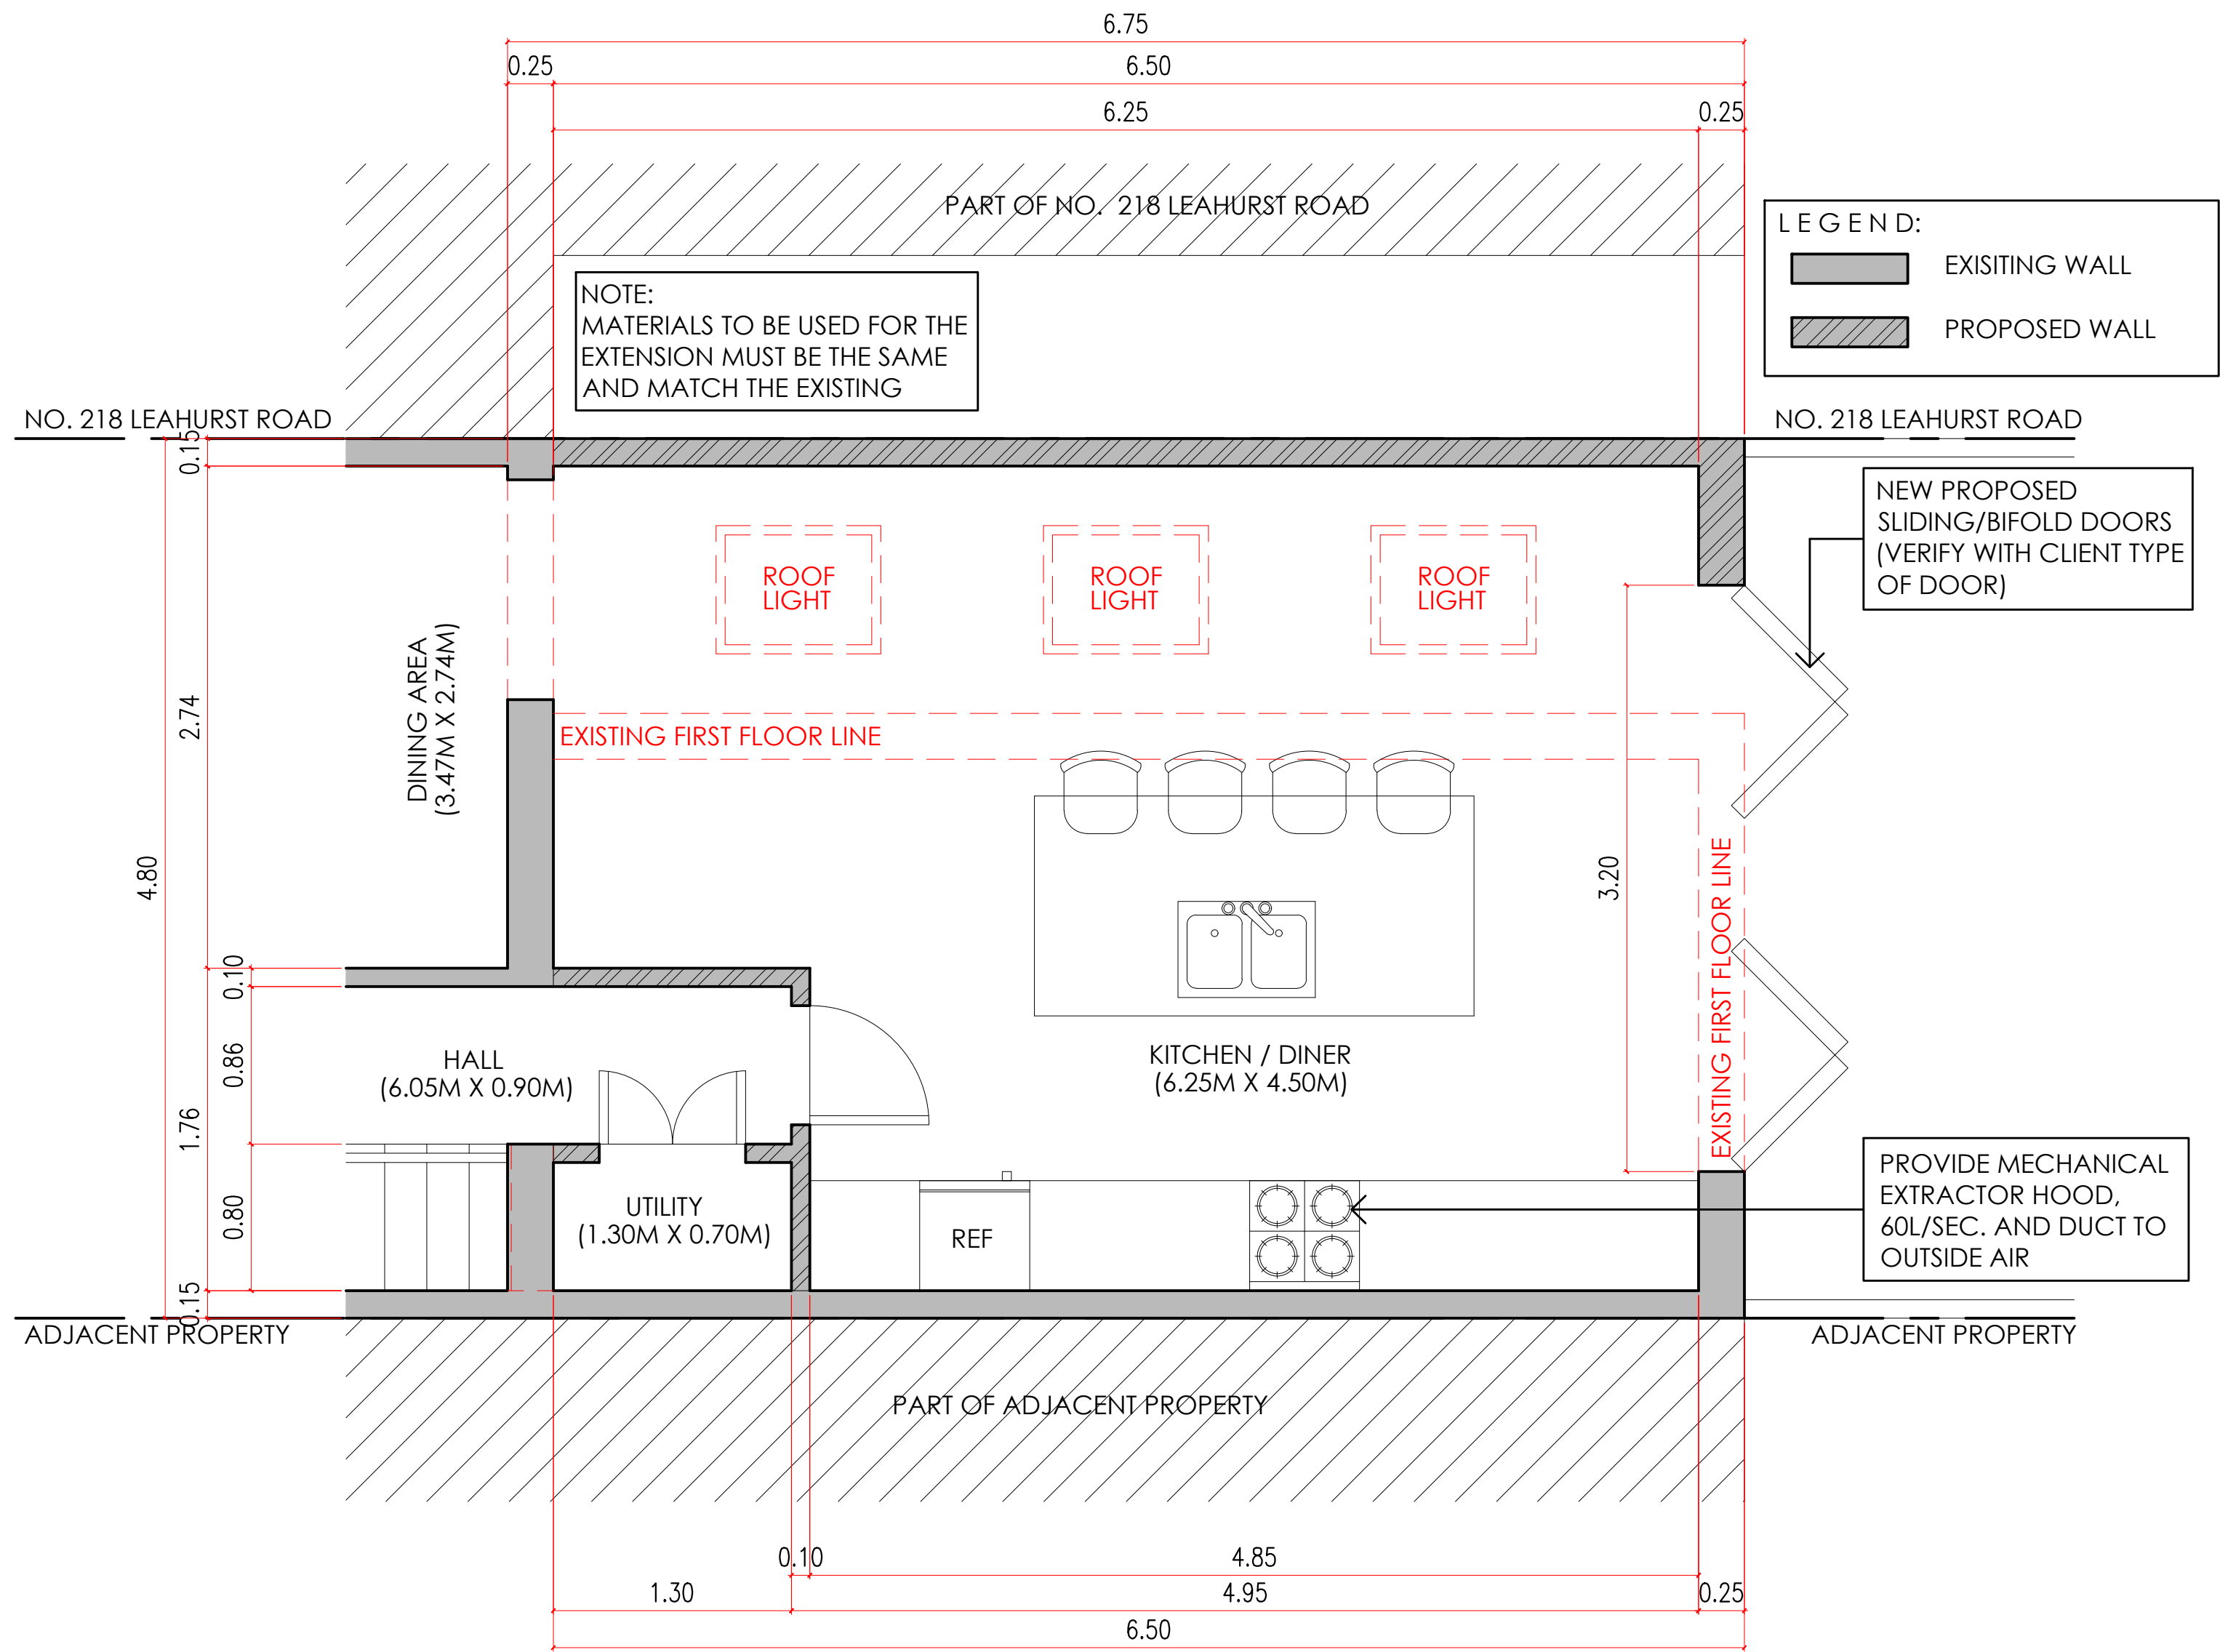 6.75
0.25
6.50
6.25
0.25
PART OF NO. 218 LEAHURST ROAD
L E G E N D:
EXISITING WALL
PROPOSED WALL
NOTE:
MATERIALS TO BE USED FOR THE
EXTENSION MUST BE THE SAME
AND MATCH THE EXISTING
NO. 218 LEAHURST ROAD
NO. 218 LEAHURST ROAD
0.15
NEW PROPOSED
SLIDING/BIFOLD DOORS
(VERIFY WITH CLIENT TYPE
OF DOOR)
ROOF
LIGHT
ROOF
LIGHT
ROOF
LIGHT
DINING AREA
(3.47M X 2.74M)
2.74
EXISTING FIRST FLOOR LINE
4.80
3.20
EXISTING FIRST FLOOR LINE
0.10
0.86
HALL
(6.05M X 0.90M)
KITCHEN / DINER
(6.25M X 4.50M)
1.76
0.80
UTILITY
(1.30M X 0.70M)
REF
PROVIDE MECHANICAL
EXTRACTOR HOOD,
60L/SEC. AND DUCT TO
OUTSIDE AIR
0.15
ADJACENT PROPERTY
ADJACENT PROPERTY
PART OF ADJACENT PROPERTY
0.10
4.85
1.30
4.95
0.25
6.50